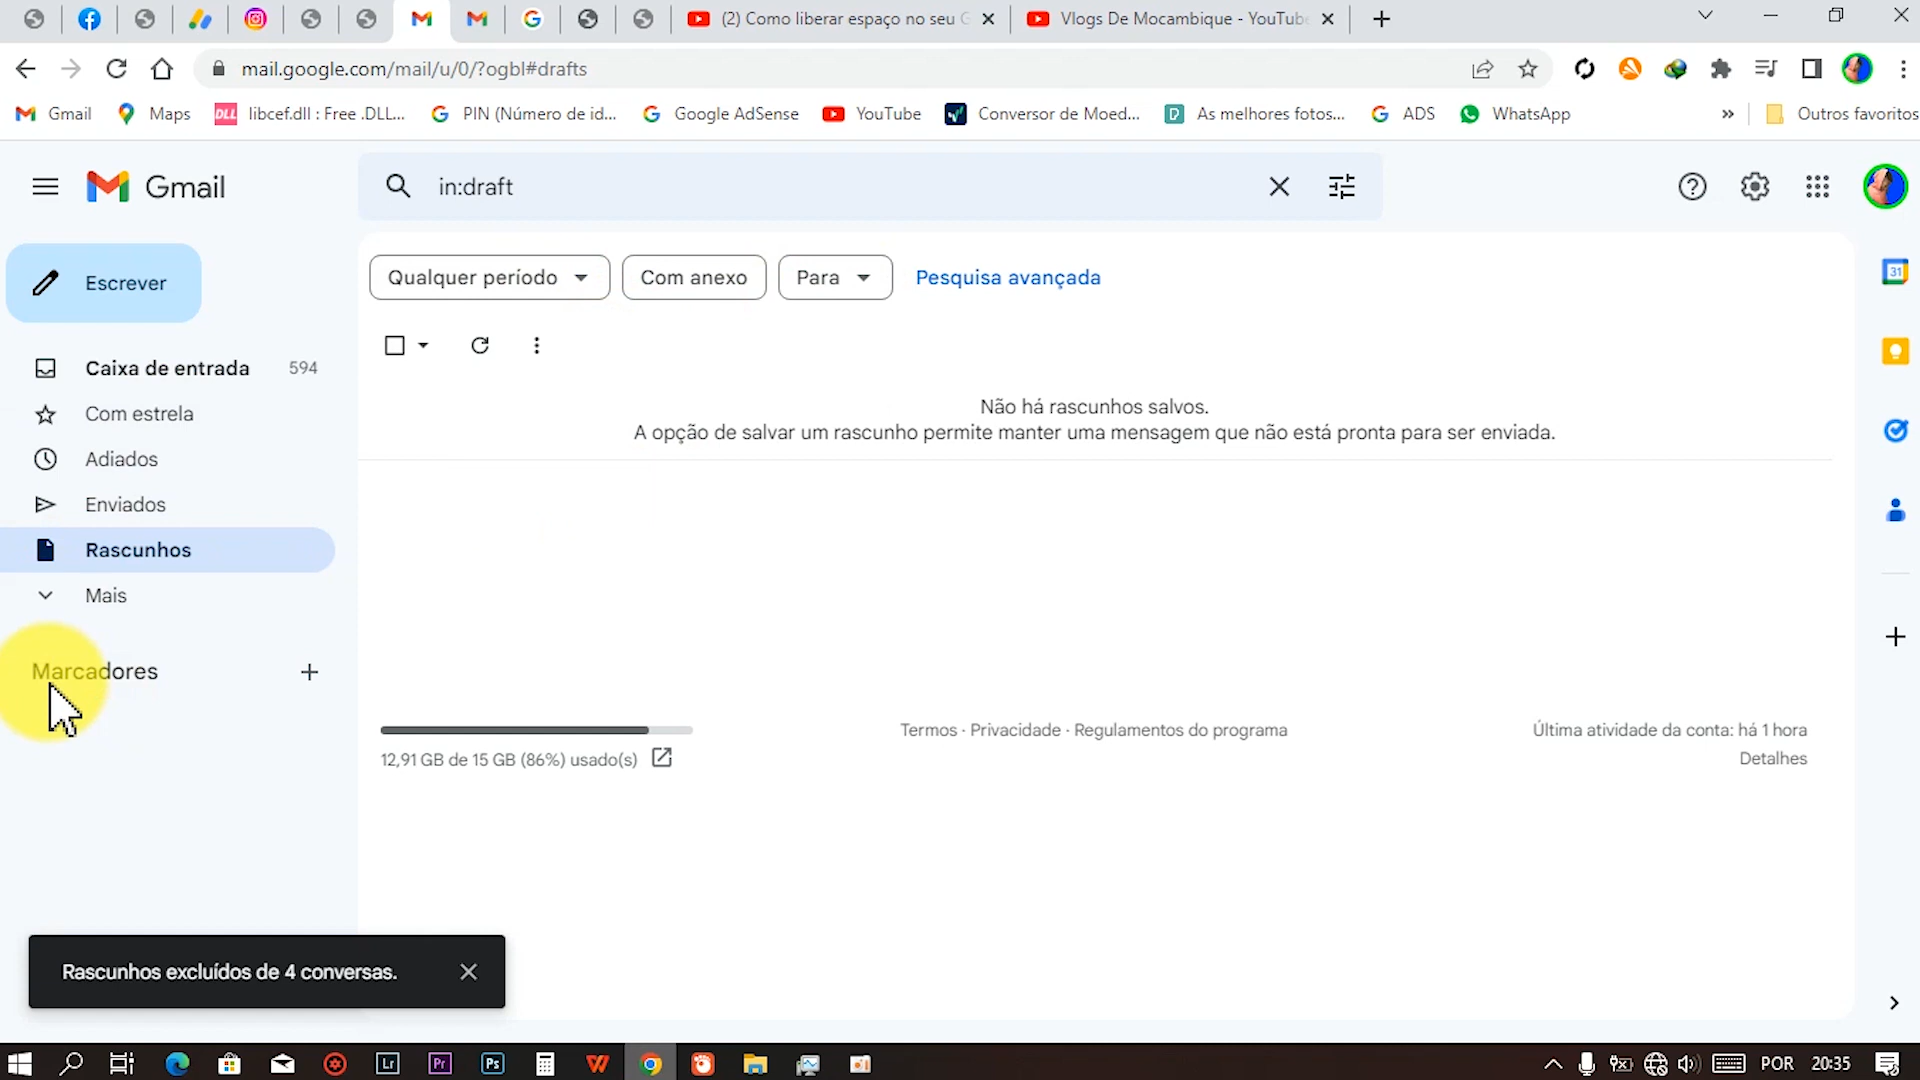 (2) Como liberar espaço no seu G
Vlogs De Mocambique - YouTube
mail.google.com/mail/u/0/?ogbl#drafts
Gmail
Maps
DLL
libcef.dll : Free .DLL...
PIN (Número de id...
Google AdSense
YouTube
Conversor de Moed...
As melhores fotos...
ADS
WhatsApp
Outros favoritos
Gmail
in:draft
Escrever
Qualquer período
Com anexo
Para
Pesquisa avançada
31
Caixa de entrada 594
Com estrela
Adiados
Enviados
Rascunhos
Mais
Marcadores
Não há rascunhos salvos.
A opção de salvar um rascunho permite manter uma mensagem que não está pronta para ser enviada.
12,91 GB de 15 GB (86%) usado(s)
Termos · Privacidade · Regulamentos do programa
Última atividade da conta: há 1 hora
Detalhes
Rascunhos excluídos de 4 conversas.
Lr
Pr
Ps
POR
20:35